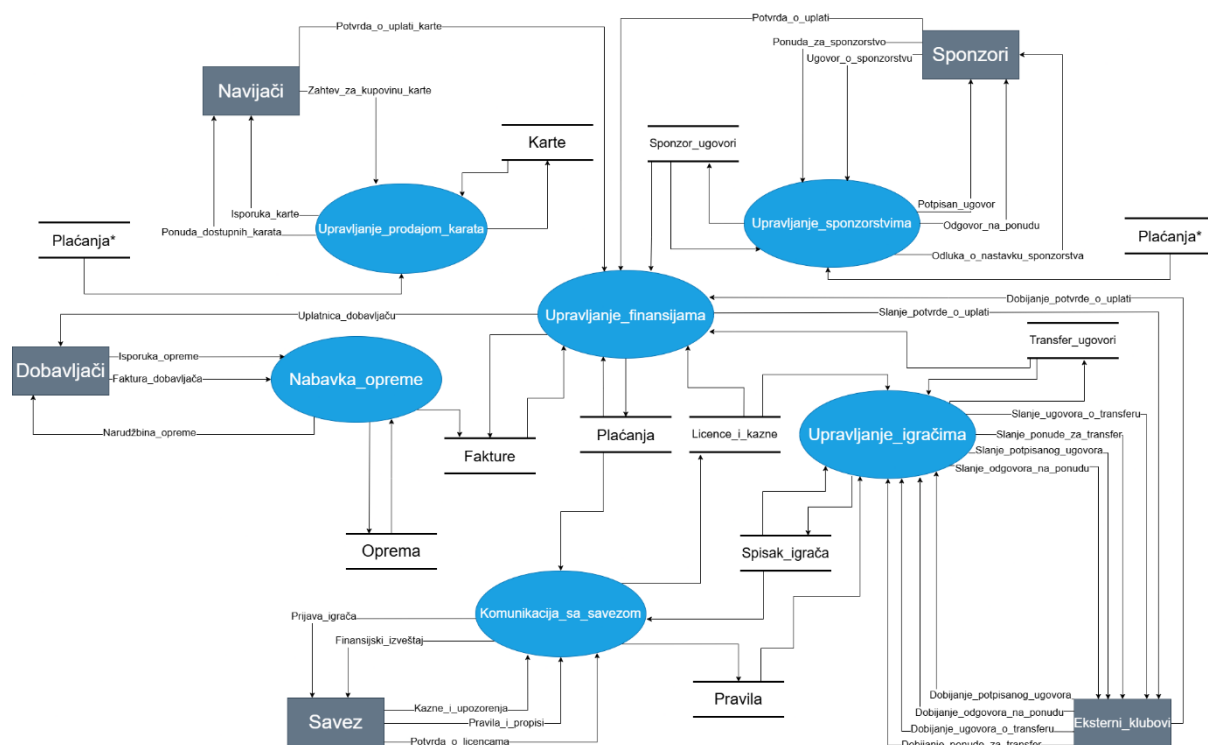 Potvrda_o_uplati_karte
Potvrda_o_uplati
Navijači
Zahtev_za_kupovinu_karte
Ponuda_za_sponzorstvo
Ugovor_o_sponzorstvu
Sponzori
Karte
Sponzor_ugovori
Isporuka_karte
Ponuda_dostupnih_karata
Upravljanje_prodajom_karata
Upravljanje_sponzorstvima
Potpisan_ugovor
Odgovor_na_ponudu
Odluka_o_nastavku_sponzorstva
Plaćanja*
Plaćanja*
Dobijanje_potvrde_o_uplati
Uplatnica_dobavljaču
Upravljanje_finansijama
Slanje_potvrde_o_uplati
Transfer_ugovori
Dobavljači
Isporuka_opreme
Faktura_dobavljača
Nabavka_opreme
Narudžbina_opreme
Fakture
Plaćanja
Licence_i_kazne
Upravljanje_igračima
Slanje_ugovora_o_transferu
Slanje_ponude_za_transfer
Slanje_potpisanog_ugovora
Slanje_odgovora_na_ponudu
Oprema
Spisak_igrača
Prijava_igrača
Finansijski_izveštaj
Komunikacija_sa_savezom
Pravila
Savez
Kazne_i_upozorenja
Pravila_i_propisi
Potvrda_o_licencama
Dobijanje_potpisanog_ugovora
Dobijanje_odgovora_na_ponudu
Dobijanje_ugovora_o_transferu
Dobijanje_ponude_za_transfer
Eksterni_klubovi